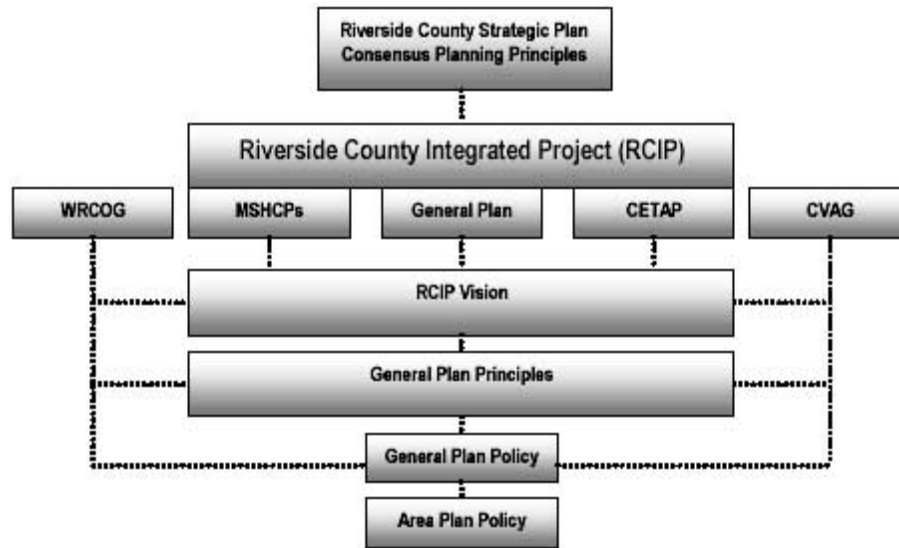 Riverside County Strategic Plan
Consensus Planning Principles
Riverside County Integrated Project (RCIP)
WRCOG
MSHCPs
General Plan
CETAP
CVAG
RCIP Vision
General Plan Principles
General Plan Policy
Area Plan Policy